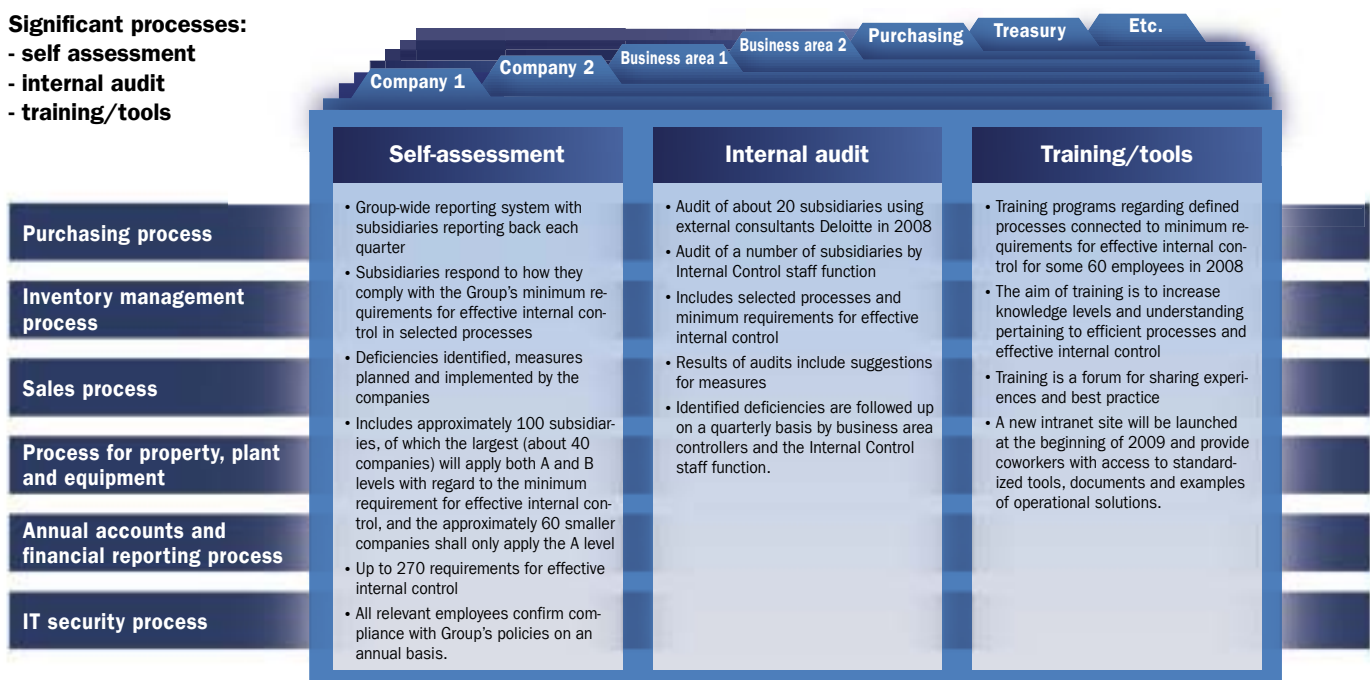 Significant processes:
- self assessment
- internal audit
- training/tools
Company 1
Company 2
Business area 1
Business area 2
Purchasing
Treasury
Etc.
Purchasing process
Inventory management
process
Sales process
Process for property, plant
and equipment
Annual accounts and
financial reporting process
IT security process
Self-assessment
• Group-wide reporting system with
subsidiaries reporting back each
quarter
• Subsidiaries respond to how they
comply with the Group's minimum re-
quirements for effective internal con-
trol in selected processes
• Deficiencies identified, measures
planned and implemented by the
companies
• Includes approximately 100 subsidiar-
ies, of which the largest (about 40
companies) will apply both A and B
levels with regard to the minimum
requirement for effective internal con-
trol, and the approximately 60 smaller
companies shall only apply the A level
• Up to 270 requirements for effective
internal control
• All relevant employees confirm com-
pliance with Group's policies on an
annual basis.
Internal audit
• Audit of about 20 subsidiaries using
external consultants Deloitte in 2008
• Audit of a number of subsidiaries by
Internal Control staff function
• Includes selected processes and
minimum requirements for effective
internal control
• Results of audits include suggestions
for measures
• Identified deficiencies are followed up
on a quarterly basis by business area
controllers and the Internal Control
staff function.
Training/tools
• Training programs regarding defined
processes connected to minimum re-
quirements for effective internal con-
trol for some 60 employees in 2008
• The aim of training is to increase
knowledge levels and understanding
pertaining to efficient processes and
effective internal control
• Training is a forum for sharing experi-
ences and best practice
• A new intranet site will be launched
at the beginning of 2009 and provide
coworkers with access to standard-
ized tools, documents and examples
of operational solutions.